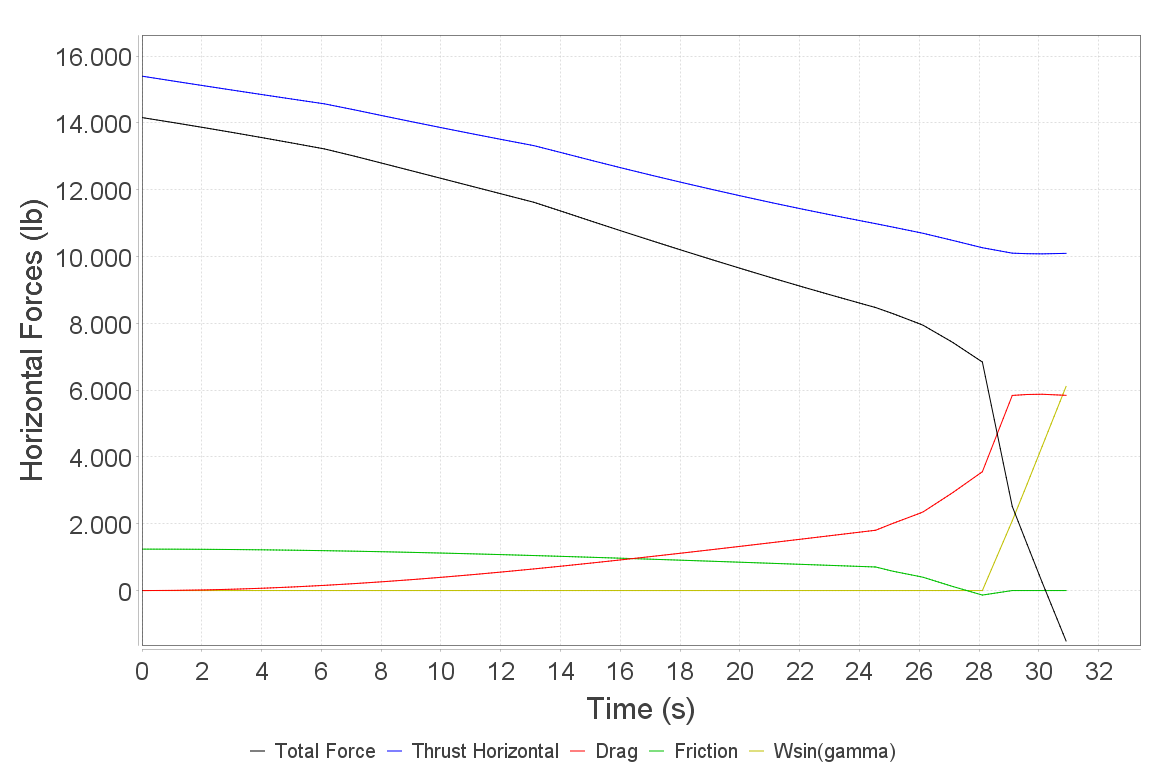 Horizontal Forces (lb)
16.000
14.000
12.000
10.000
8.000
6.000
4.000
2.000
0
0 2 4 6 8 10 12 14 16 18 20 22 24 26 28 30 32
Time (s)
Total Force Thrust Horizontal Drag Friction Wsin(gamma)